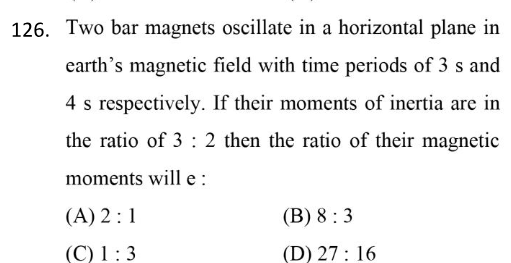 126. Two bar magnets oscillate in a horizontal plane in
earth's magnetic field with time periods of 3 s and
4 s respectively. If their moments of inertia are in
the ratio of 3 : 2 then the ratio of their magnetic
moments will e :
(A) 2 : 1 (B) 8 : 3
(C) 1 : 3 (D) 27 : 16